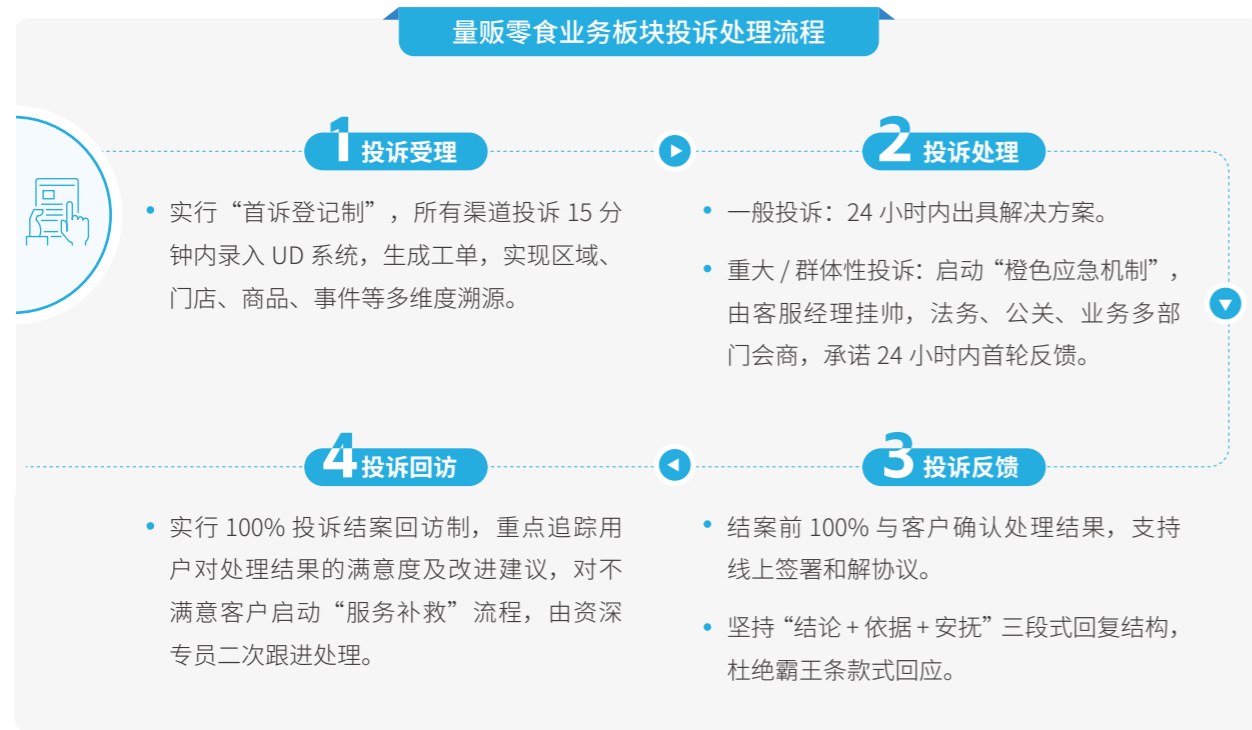 量贩零食业务板块投诉处理流程
1 投诉受理
• 实行“首诉登记制”，所有渠道投诉 15 分
钟内录入 UD 系统，生成工单，实现区域、
门店、商品、事件等多维度溯源。
2 投诉处理
• 一般投诉：24 小时内出具解决方案。
• 重大 / 群体性投诉：启动“橙色应急机制”，
由客服经理挂帅，法务、公关、业务多部
门会商，承诺 24 小时内首轮反馈。
3 投诉反馈
• 结案前 100% 与客户确认处理结果，支持
线上签署和解协议。
• 坚持“结论 + 依据 + 安抚”三段式回复结构，
杜绝霸王条款式回应。
4 投诉回访
• 实行 100% 投诉结案回访制，重点追踪用
户对处理结果的满意度及改进建议，对不
满意客户启动“服务补救”流程，由资深
专员二次跟进处理。